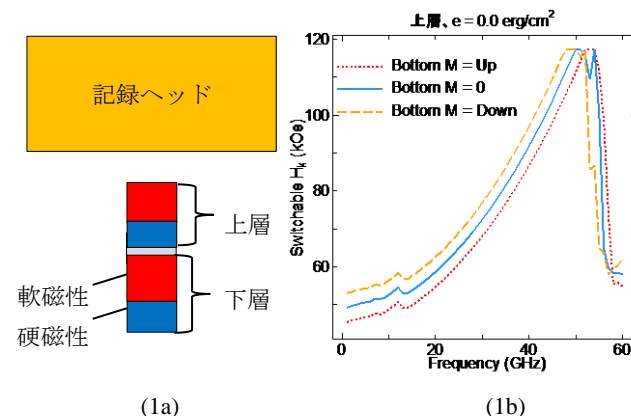 記録ヘッド
上層
軟磁性
下層
硬磁性
(1a)
上層、e = 0.0 erg/cm²
120
100
80
60
Switchable Hₖ (kOe)
Bottom M = Up
Bottom M = 0
Bottom M = Down
0
20
40
60
Frequency (GHz)
(1b)